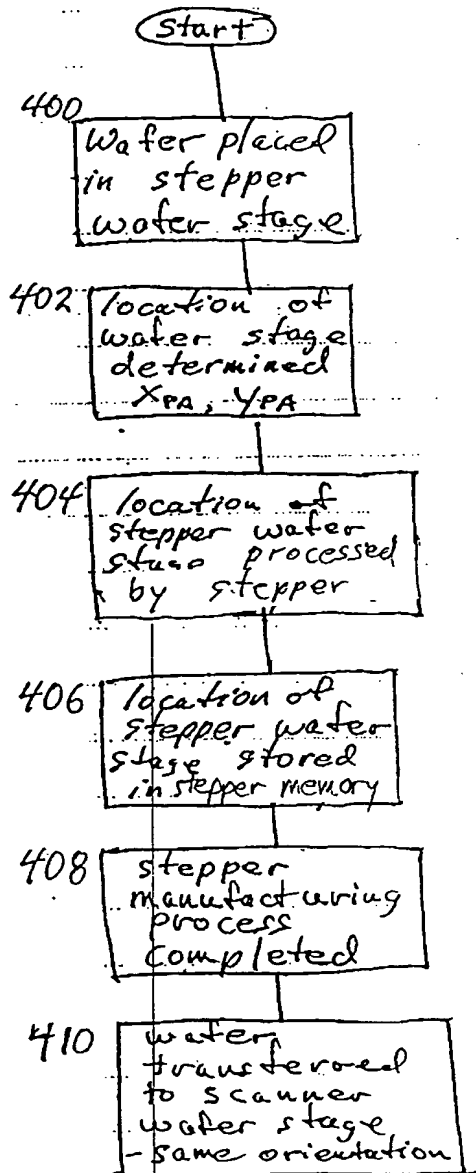 Start
400
Wafer placed
in stepper
wafer stage
402
location of
wafer stage
determined
XPA, YPA
404
location of
stepper wafer
stage processed
by stepper
406
location of
stepper wafer
stage stored
in stepper memory
408
stepper
manufacturing
process
completed
410
wafer
transferred
to scanner
wafer stage
- same orientation